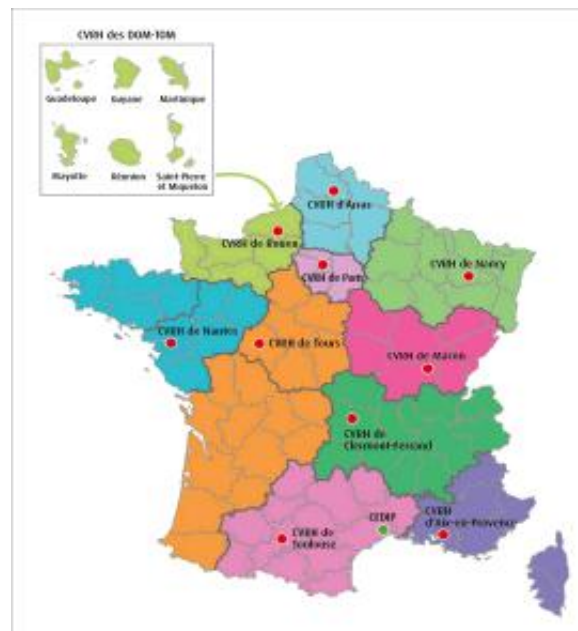 CVRH des DOM-TOM
Guadeloupe
Guyane
Martinique
Mayotte
Réunion
Saint-Pierre
et Miquelon
CVRH d'Arras
CVRH de Rouen
CVRH de Paris
CVRH de Nancy
CVRH de Nantes
CVRH de Tours
CVRH de Macon
CVRH de
Clermont-Ferrand
CEDIP
CVRH
d'Aix-en-Provence
CVRH de
Toulouse